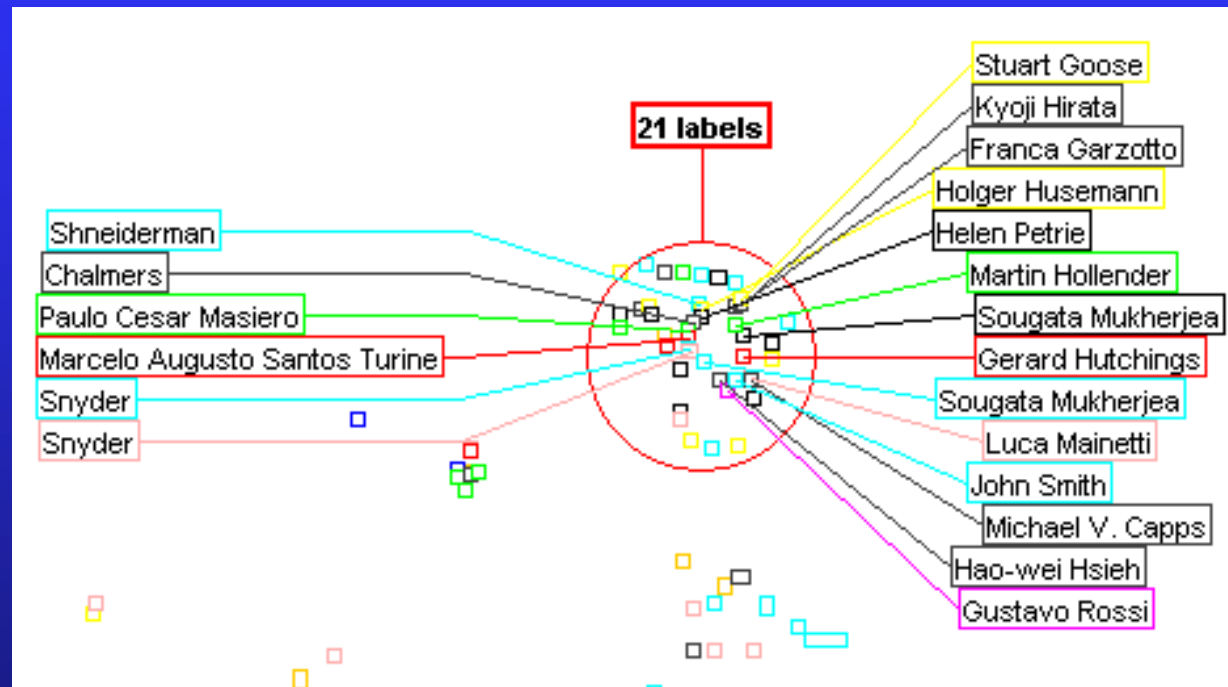 21 labels
Shneiderman
Chalmers
Paulo Cesar Masiero
Marcelo Augusto Santos Turine
Snyder
Snyder
Stuart Goose
Kyoji Hirata
Franca Garzotto
Holger Husemann
Helen Petrie
Martin Hollender
Sougata Mukherjea
Gerard Hutchings
Sougata Mukherjea
Luca Mainetti
John Smith
Michael V. Capps
Hao-wei Hsieh
Gustavo Rossi